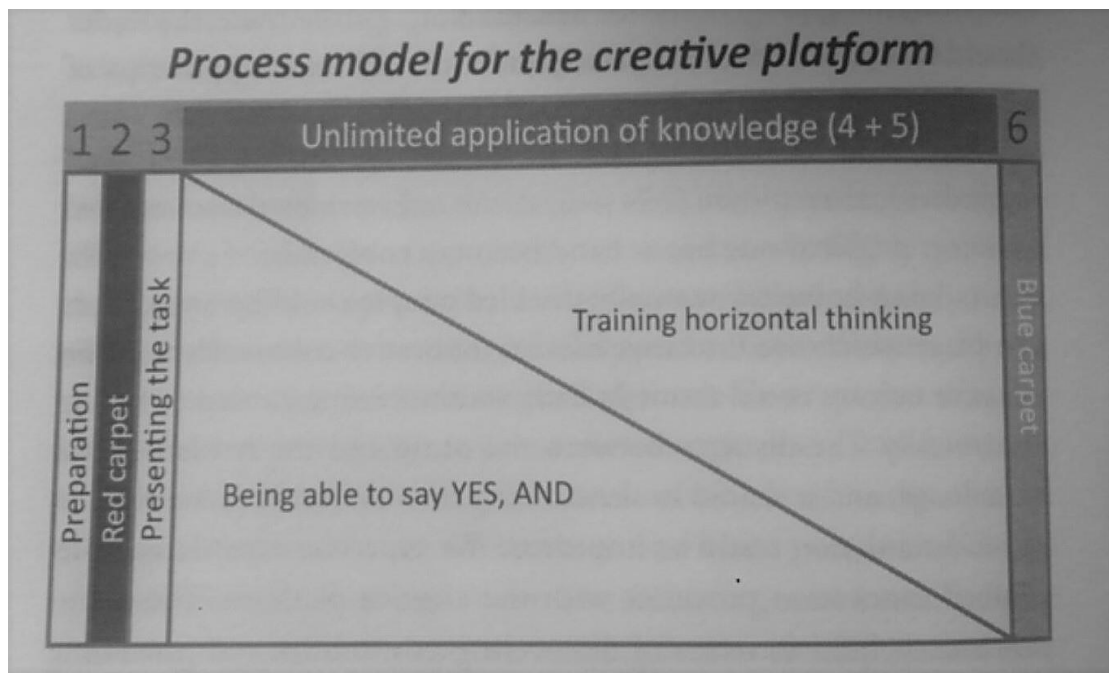 Process model for the creative platform
1 2 3 Unlimited application of knowledge (4 + 5) 6
Preparation
Red carpet
Presenting the task
Being able to say YES, AND
Training horizontal thinking
Blue carpet